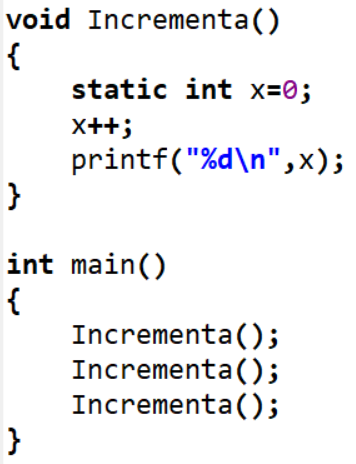 void Incrementa()
{
    static int x=0;
    x++;
    printf("%d\n",x);
}

int main()
{
    Incrementa();
    Incrementa();
    Incrementa();
}